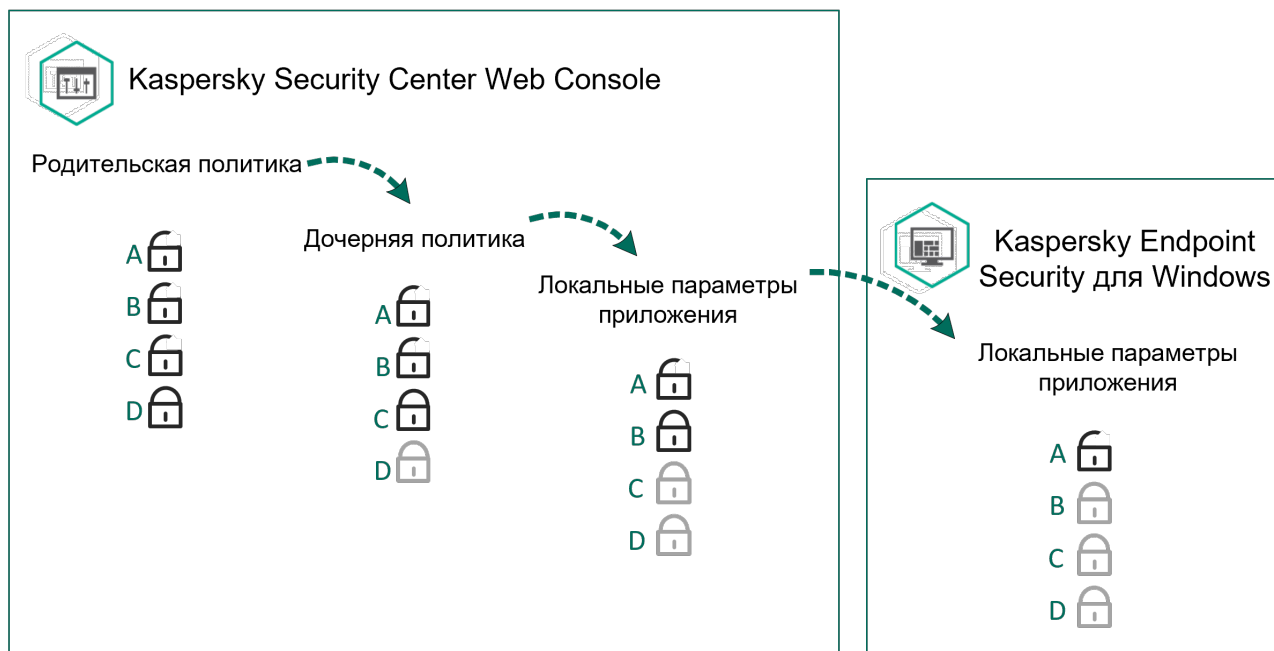 Kaspersky Security Center Web Console
Родительская политика
A
B
C
D
Дочерняя политика
A
B
C
D
Локальные параметры
приложения
A
B
C
D
Kaspersky Endpoint
Security для Windows
Локальные параметры
приложения
A
B
C
D